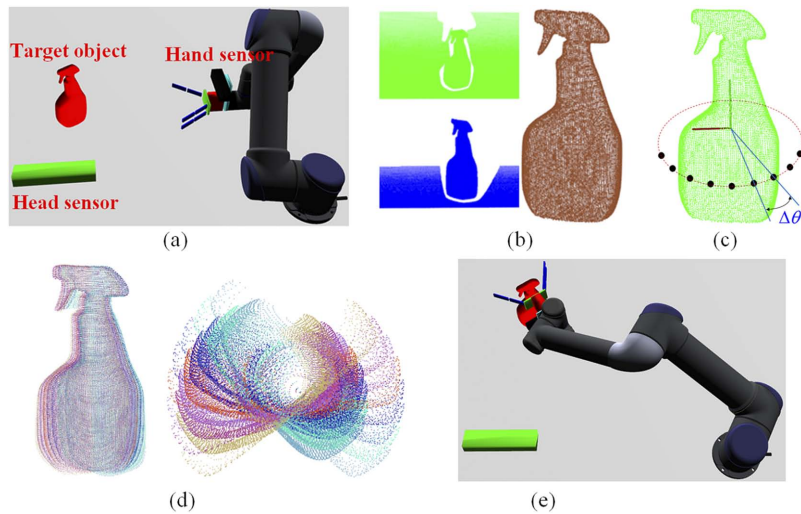 Target object
Hand sensor
Head sensor
Δθ
(a)
(b)
(c)
(d)
(e)